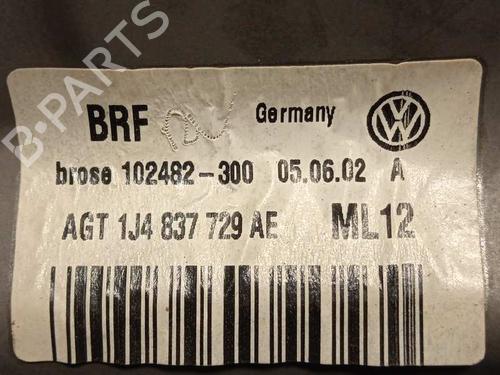 B-PARTS
BRF Germany
brose 102482-300 05.06.02 A
AGT 1J4 837 729 AE ML12